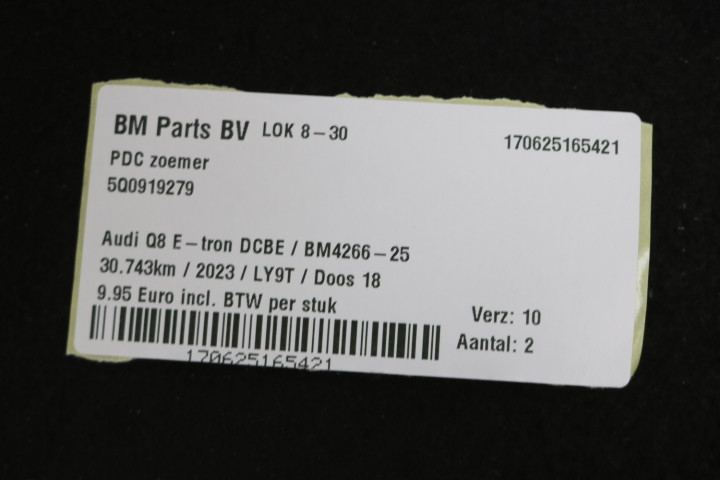 BM Parts BV LOK 8-30
170625165421
PDC zoemer
5Q0919279
Audi Q8 E-tron DCBE / BM4266-25
30.743km / 2023 / LY9T / Doos 18
9.95 Euro incl. BTW per stuk
Verz: 10
Aantal: 2
170625165421